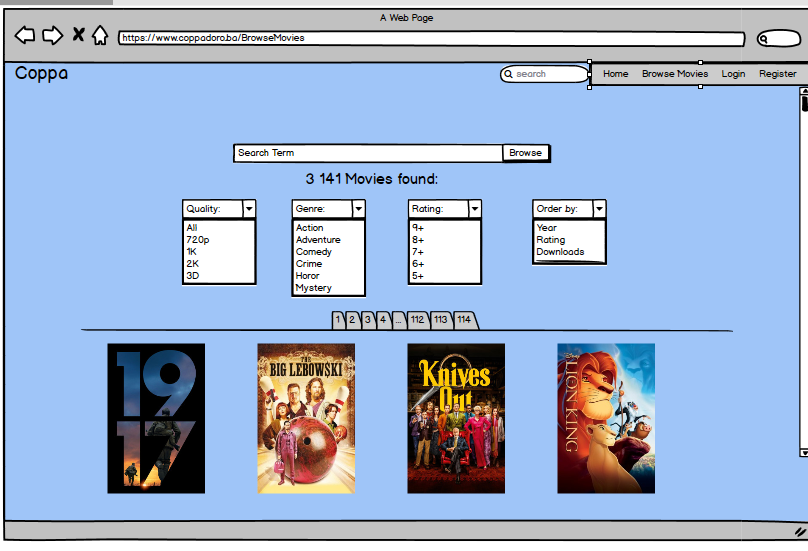 A Web Page
https://www.coppadoro.ba/BrowseMovies
Coppa
search
Home Browse Movies Login Register
Search Term Browse
3 141 Movies found:
Quality: Genre: Rating: Order by:
All
720p
1K
2K
3D
Action
Adventure
Comedy
Crime
Horor
Mystery
9+
8+
7+
6+
5+
Year
Rating
Downloads
1 2 3 4 ... 112 113 114
19
17
THE
BIG LEBOWSKI
Knives
Out
Disney
LION KING